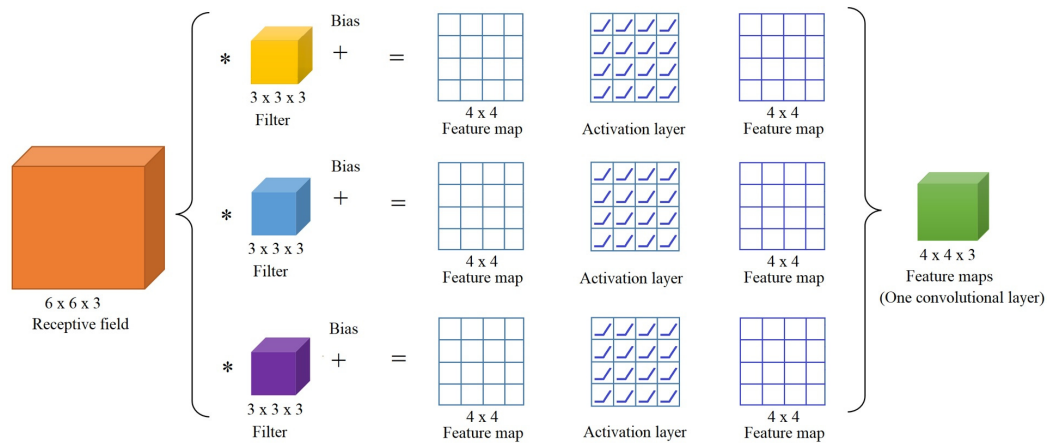 Bias
* + =
3 x 3 x 3
Filter
4 x 4
Feature map
Activation layer
4 x 4
Feature map
Bias
* + =
3 x 3 x 3
Filter
4 x 4
Feature map
Activation layer
4 x 4
Feature map
Bias
* + =
3 x 3 x 3
Filter
4 x 4
Feature map
Activation layer
4 x 4
Feature map
6 x 6 x 3
Receptive field
4 x 4 x 3
Feature maps
(One convolutional layer)